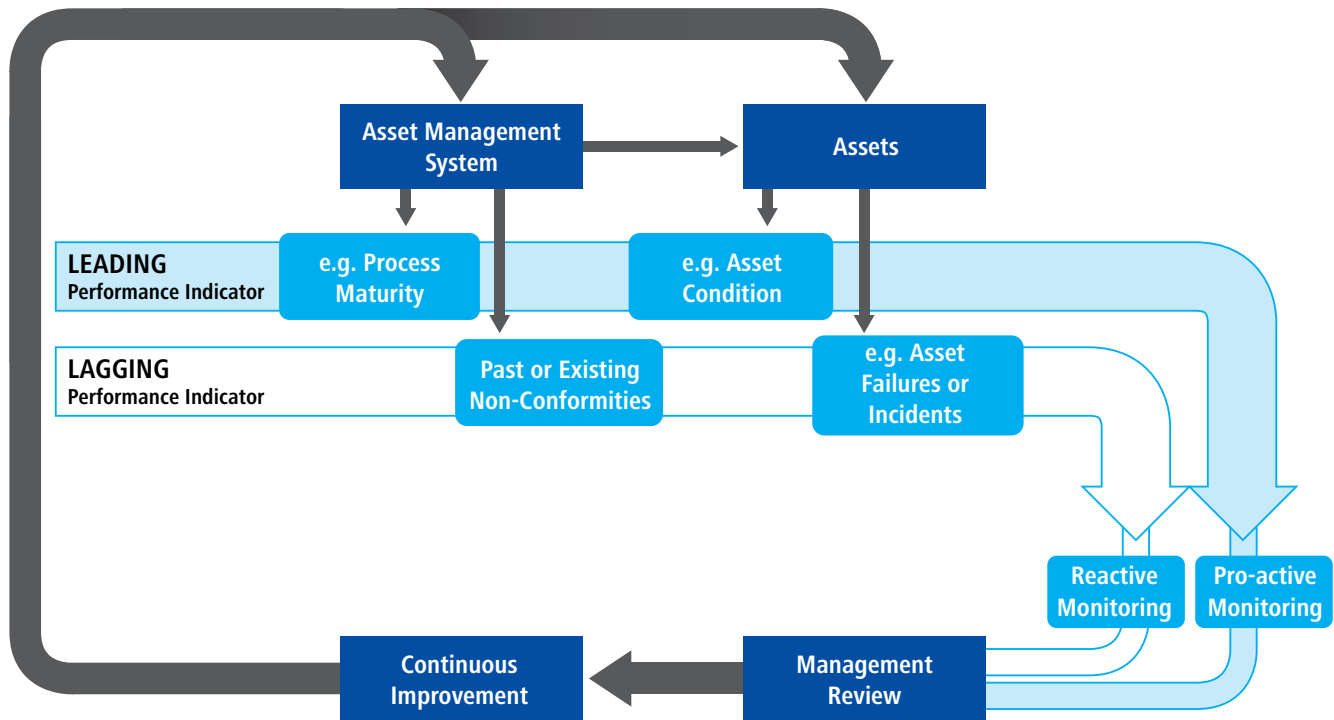 Asset Management
System
Assets
LEADING
Performance Indicator
e.g. Process
Maturity
e.g. Asset
Condition
LAGGING
Performance Indicator
Past or Existing
Non-Conformities
e.g. Asset
Failures or
Incidents
Reactive
Monitoring
Pro-active
Monitoring
Continuous
Improvement
Management
Review